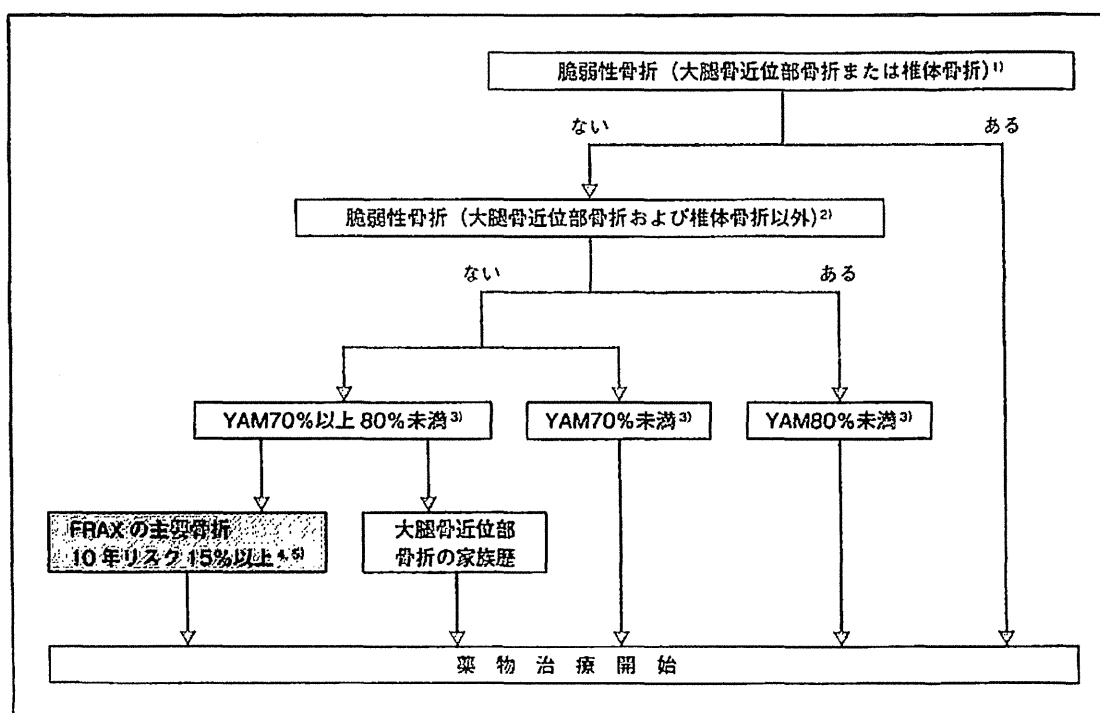 脆弱性骨折(大腿骨近位部骨折または椎体骨折)1)
ない
ある
脆弱性骨折(大腿骨近位部骨折および椎体骨折以外)2)
ない
ある
YAM70%以上80%未満3)
YAM70%未満3)
YAM80%未満3)
FRAXの主要骨折
10年リスク15%以上4, 5)
大腿骨近位部
骨折の家族歴
薬物治療開始